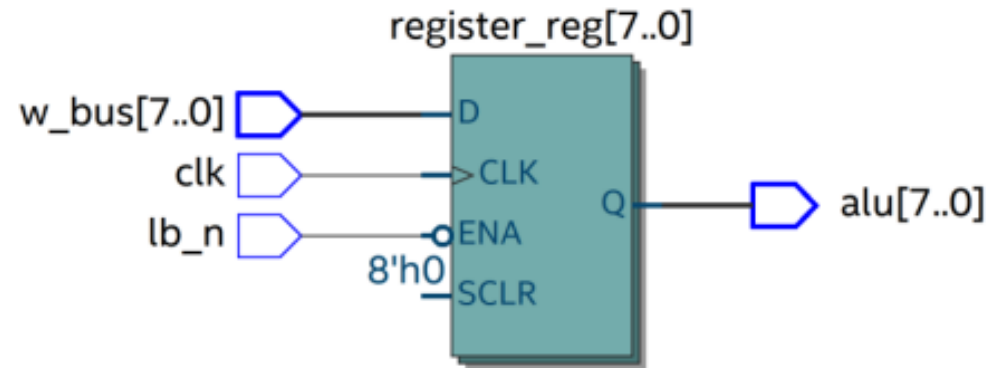 register_reg[7..0]
w_bus[7..0]
D
clk
CLK
Q
alu[7..0]
lb_n
ENA
8'h0
SCLR